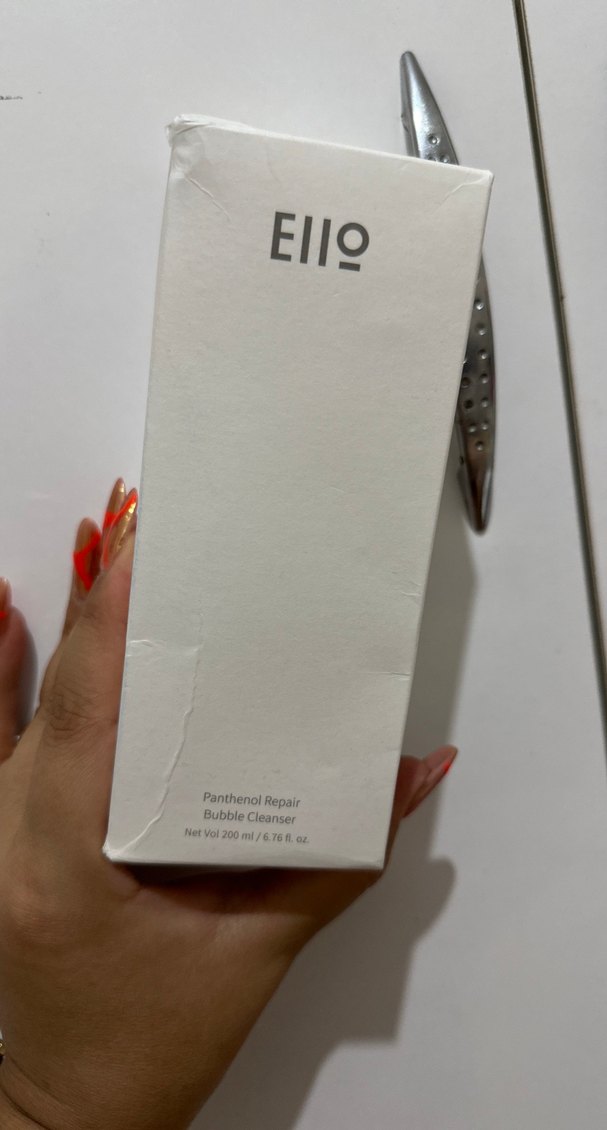 Ello
Panthenol Repair
Bubble Cleanser
Net Vol 200 ml / 6.76 fl. oz.